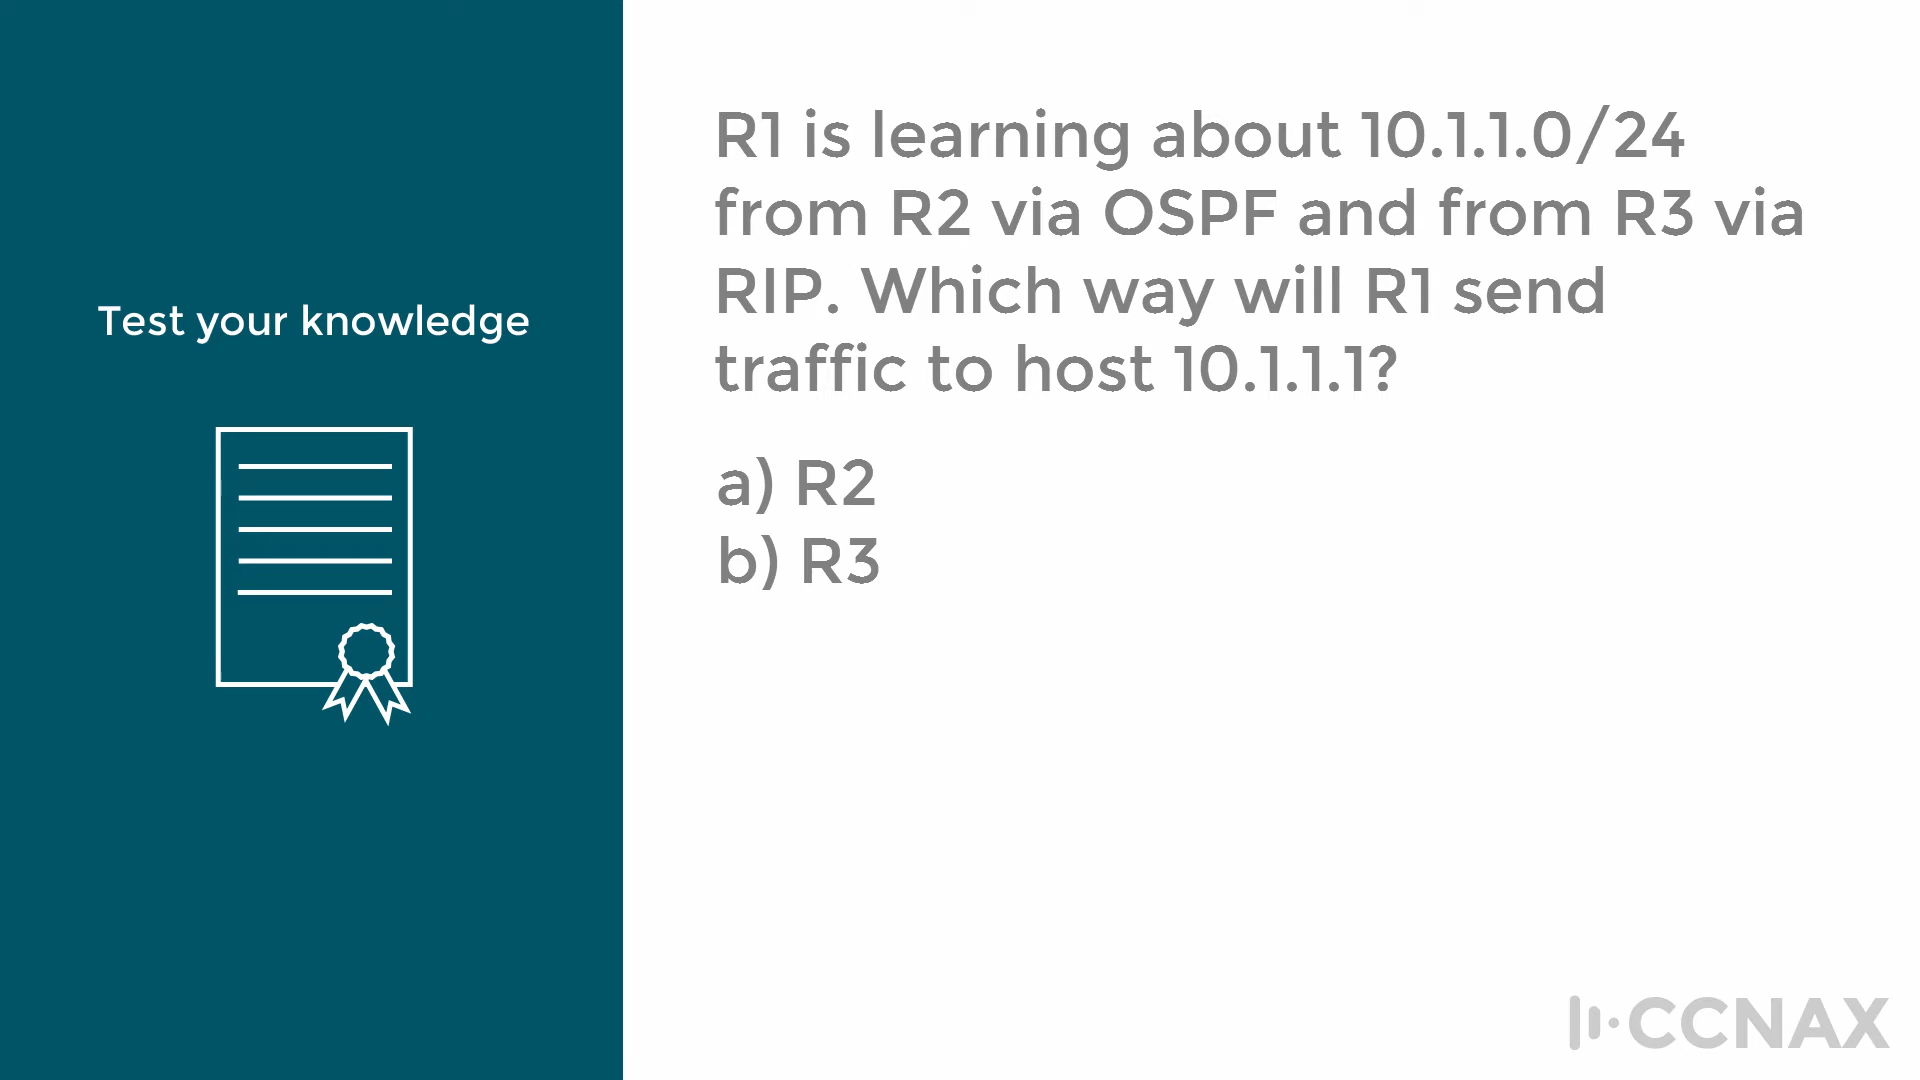 Test your knowledge
R1 is learning about 10.1.1.0/24
from R2 via OSPF and from R3 via
RIP. Which way will R1 send
traffic to host 10.1.1.1?
a) R2
b) R3
CCNAX